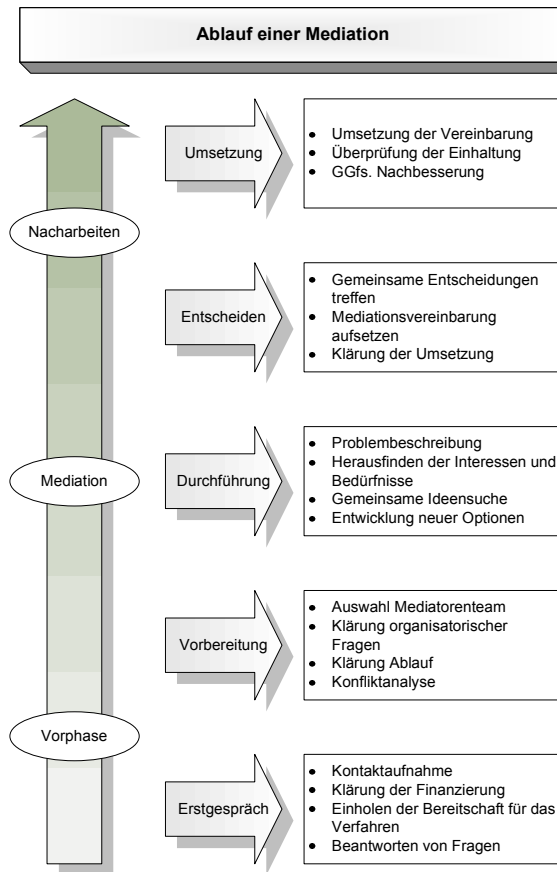 Ablauf einer Mediation
Umsetzung
• Umsetzung der Vereinbarung
• Überprüfung der Einhaltung
• GGfs. Nachbesserung
Nacharbeiten
Entscheiden
• Gemeinsame Entscheidungen
treffen
• Mediationsvereinbarung
aufsetzen
• Klärung der Umsetzung
Mediation
Durchführung
• Problembeschreibung
• Herausfinden der Interessen und
Bedürfnisse
• Gemeinsame Ideensuche
• Entwicklung neuer Optionen
Vorbereitung
• Auswahl Mediatorenteam
• Klärung organisatorischer
Fragen
• Klärung Ablauf
• Konfliktanalyse
Vorphase
Erstgespräch
• Kontaktaufnahme
• Klärung der Finanzierung
• Einholen der Bereitschaft für das
Verfahren
• Beantworten von Fragen